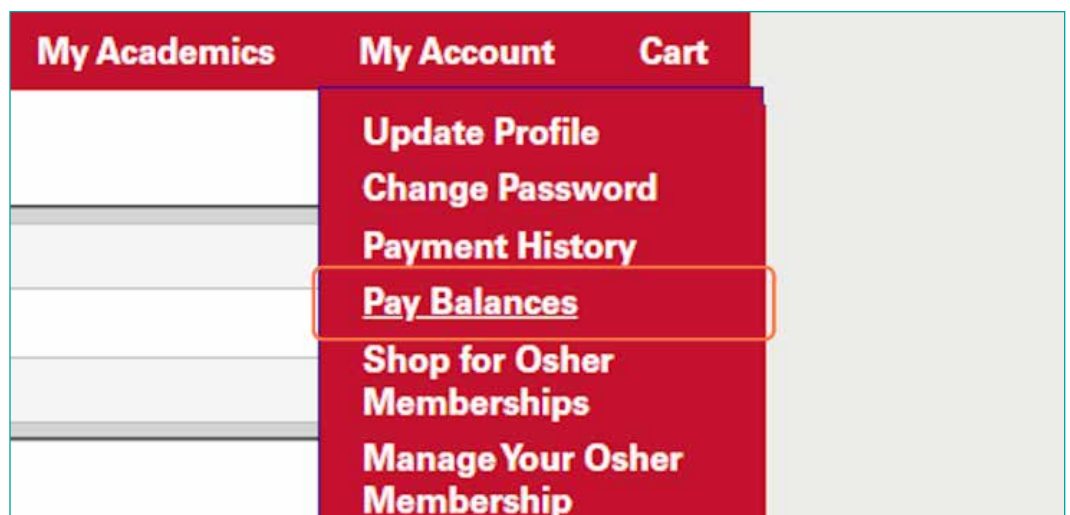 My Academics My Account Cart
Update Profile
Change Password
Payment History
Pay Balances
Shop for Osher
Memberships
Manage Your Osher
Membership